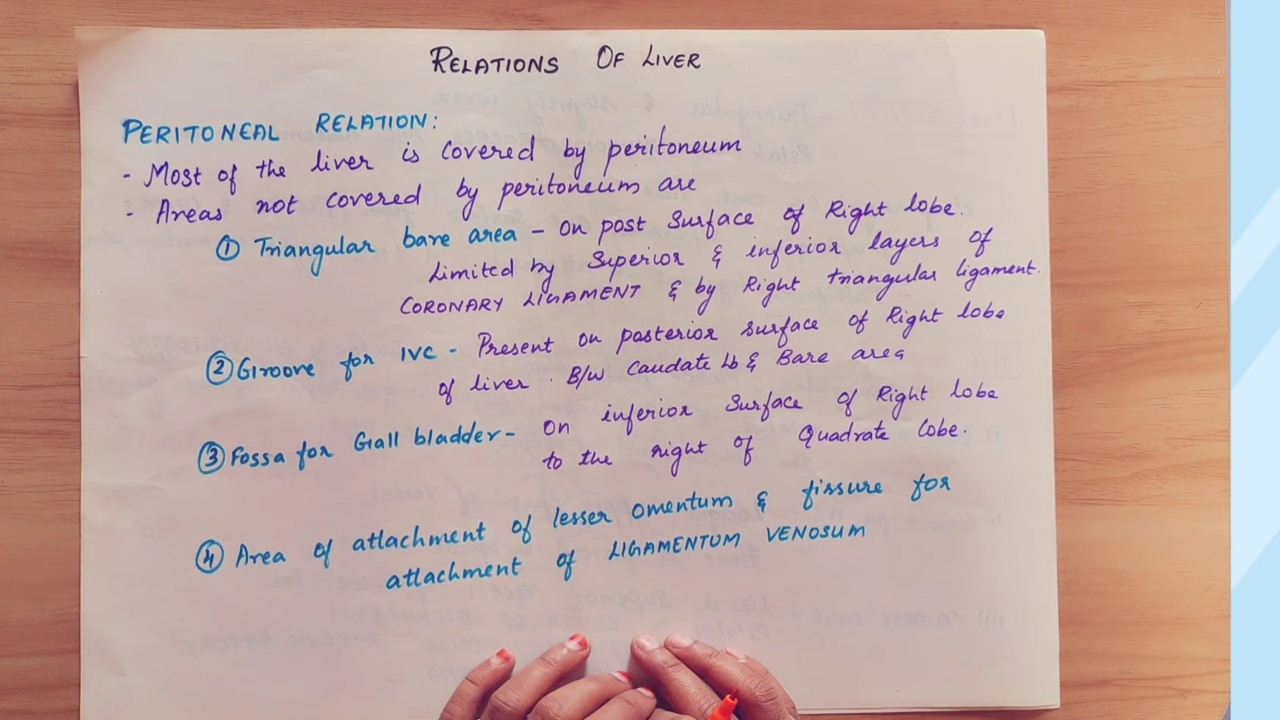 RELATIONS OF LIVER
PERITONEAL RELATION:
- Most of the liver is covered by peritoneum
- Areas not covered by peritoneum are
① Triangular bare area - on post Surface of Right lobe.
Limited by Superior & inferior layers of
CORONARY LIGAMENT & by Right triangular ligament.
② Groove for IVC - Present on posterior surface of Right lobe
of liver. B/w Caudate Lb & Bare area
③ Fossa for Gall bladder - on inferior Surface of Right lobe
to the right of Quadrate Lobe.
④ Area of attachment of lesser omentum & fissure for
attachment of LIGAMENTUM VENOSUM